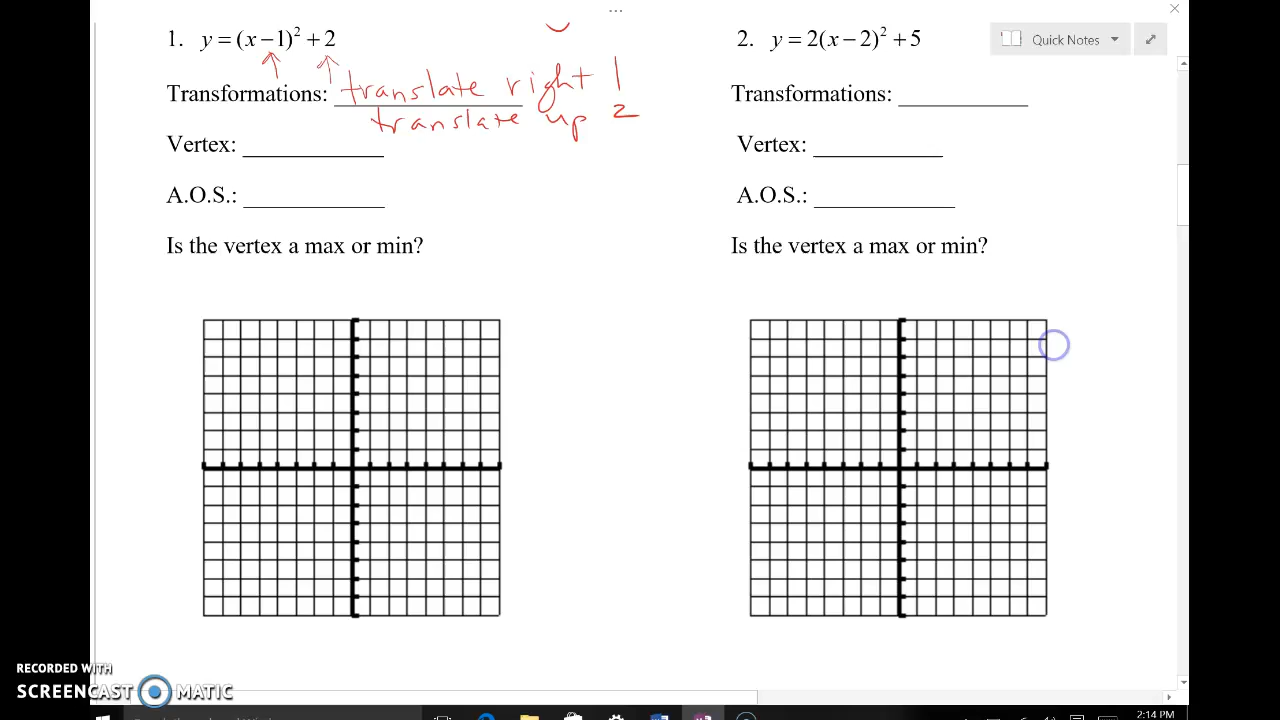 1. y = (x − 1)² + 2
Transformations: translate right 1
translate up 2
Vertex:
A.O.S.:
Is the vertex a max or min?
2. y = 2(x − 2)² + 5
Quick Notes
Transformations:
Vertex:
A.O.S.:
Is the vertex a max or min?
RECORDED WITH
SCREENCAST MATIC
2:14 PM